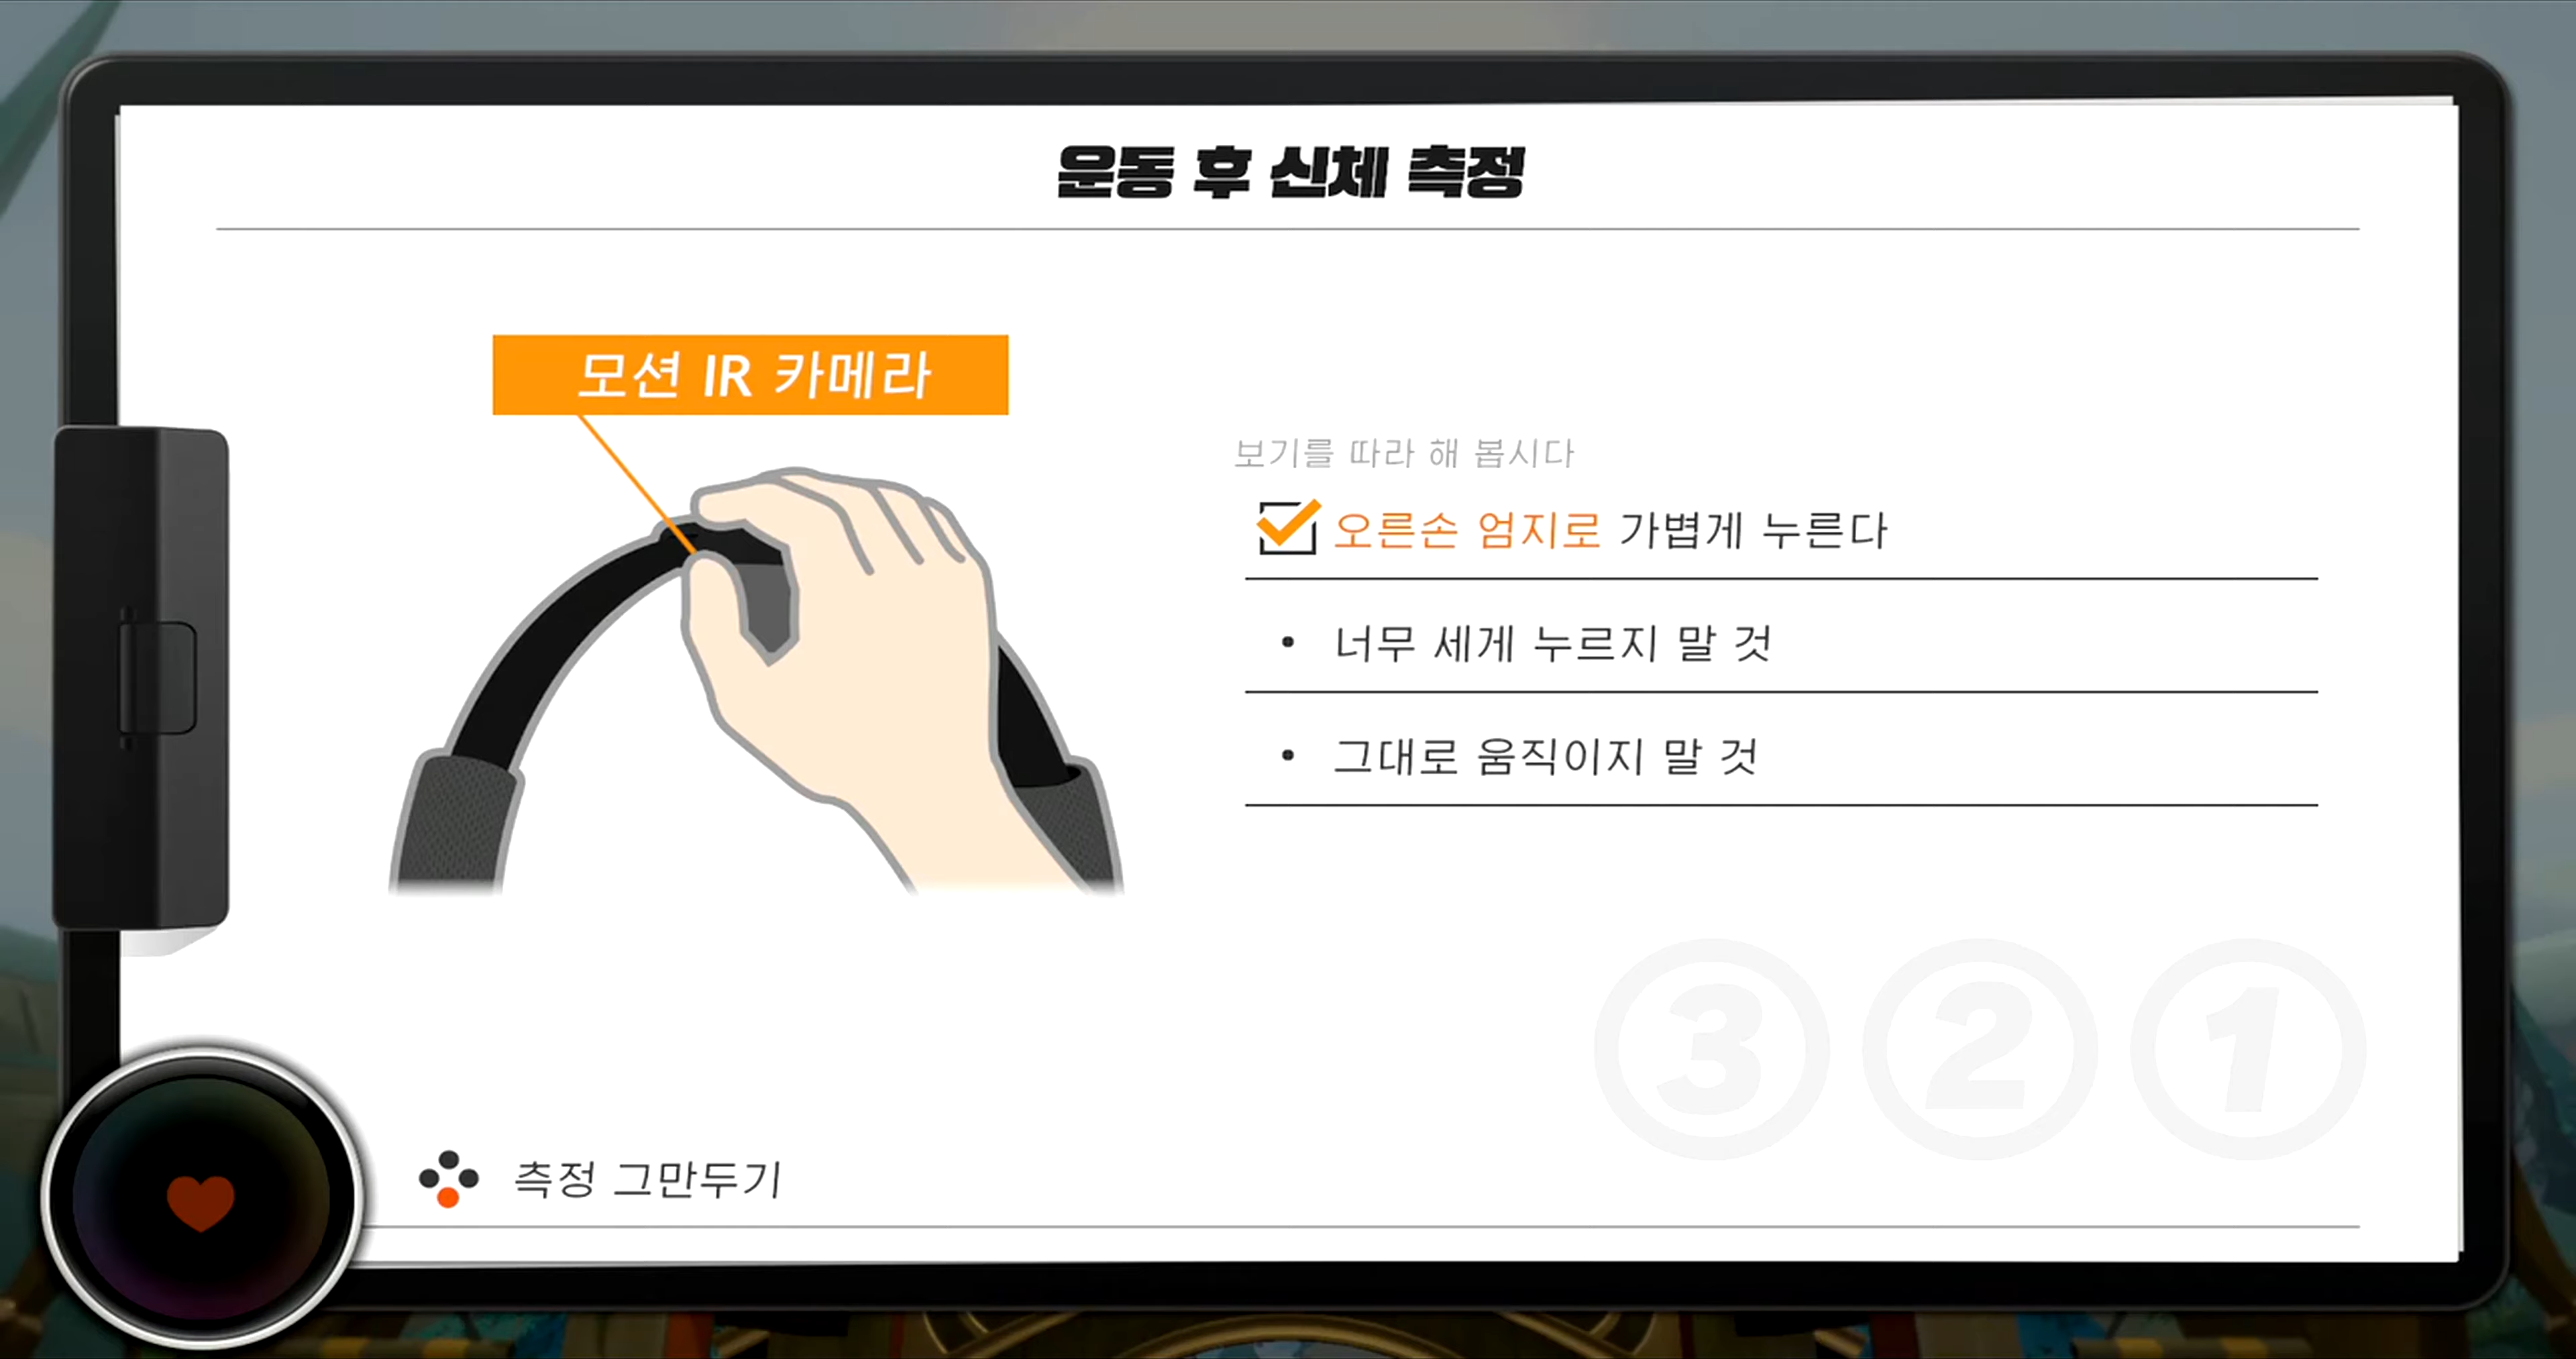 운동 후 신체 측정
모션 IR 카메라
보기를 따라 해 봅시다
오른손 엄지로 가볍게 누른다
• 너무 세게 누르지 말 것
• 그대로 움직이지 말 것
3 2 1
측정 그만두기